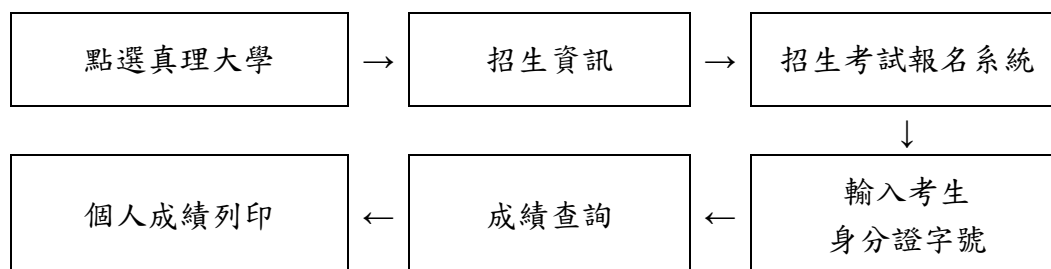 點選真理大學 → 招生資訊 → 招生考試報名系統
↓
輸入考生
身分證字號
← 成績查詢
← 個人成績列印